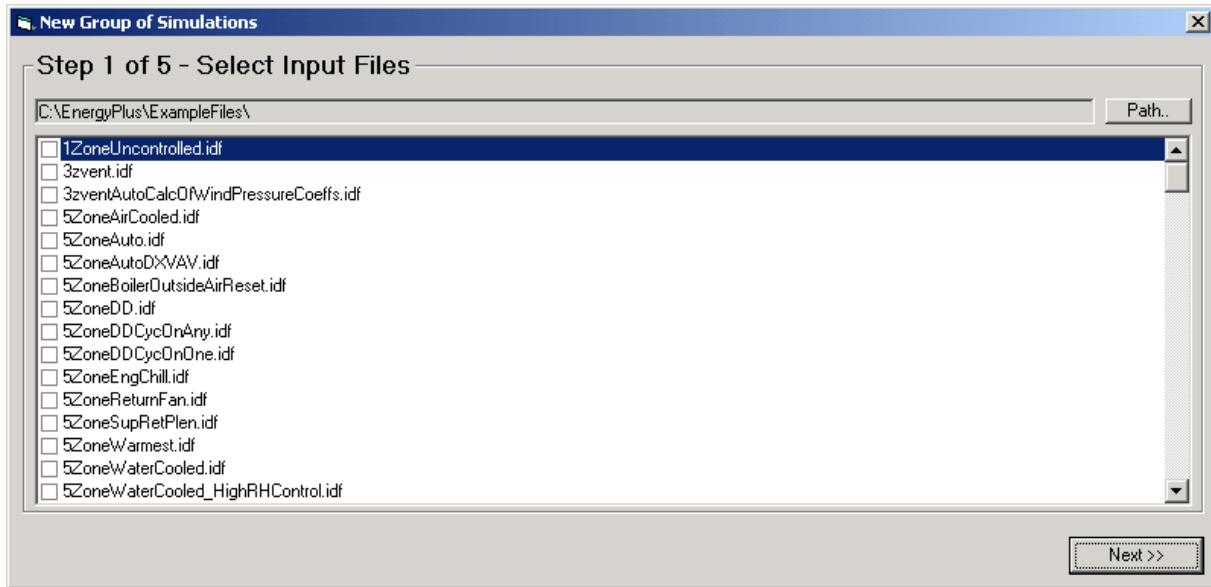 New Group of Simulations
Step 1 of 5 - Select Input Files
C:\EnergyPlus\ExampleFiles\ Path..
1ZoneUncontrolled.idf
3zvent.idf
3zventAutoCalcOfWindPressureCoeffs.idf
5ZoneAirCooled.idf
5ZoneAuto.idf
5ZoneAutoDXVAV.idf
5ZoneBoilerOutsideAirReset.idf
5ZoneDD.idf
5ZoneDDCycOnAny.idf
5ZoneDDCycOnOne.idf
5ZoneEngChill.idf
5ZoneReturnFan.idf
5ZoneSupRetPlen.idf
5ZoneWarmest.idf
5ZoneWaterCooled.idf
5ZoneWaterCooled_HighRHControl.idf
Next >>